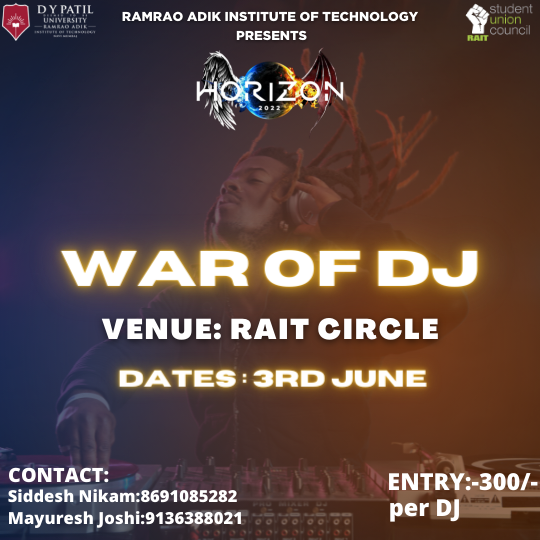 D Y PATIL
UNIVERSITY
RAMRAO ADIK
INSTITUTE OF TECHNOLOGY
NAVI MUMBAI
RAMRAO ADIK INSTITUTE OF TECHNOLOGY
PRESENTS
student
union
council
RAIT
HORIZON
2022
WAR OF DJ
VENUE: RAIT CIRCLE
DATES : 3RD JUNE
CONTACT:
Siddesh Nikam:8691085282
Mayuresh Joshi:9136388021
ENTRY:-300/-
per DJ